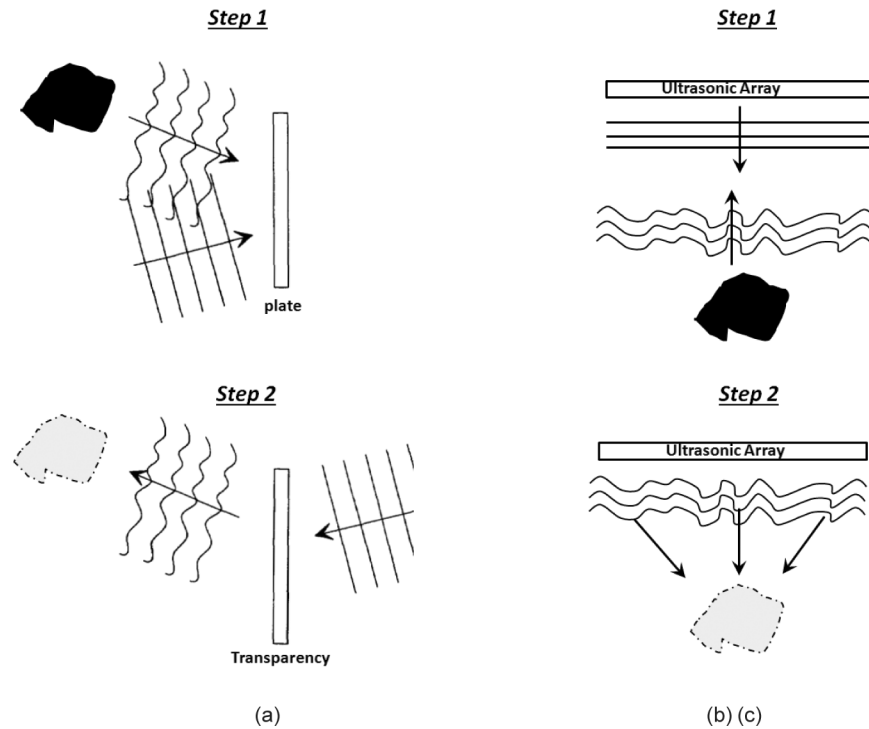 Step 1
plate
Step 2
Transparency
(a)
Step 1
Ultrasonic Array
Step 2
Ultrasonic Array
(b) (c)